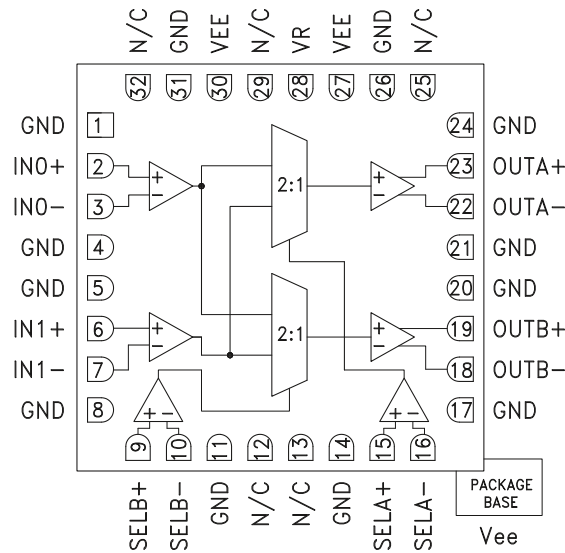 N/C GND VEE N/C VR VEE GND N/C
32 31 30 29 28 27 26 25
GND 1 24 GND
IN0+ 2 + 2:1 + 23 OUTA+
IN0- 3 - - 22 OUTA-
GND 4 21 GND
GND 5 20 GND
IN1+ 6 + 2:1 + 19 OUTB+
IN1- 7 - - 18 OUTB-
GND 8 + - + - 17 GND
9 10 11 12 13 14 15 16
SELB+ SELB- GND N/C N/C GND SELA+ SELA-
PACKAGE
BASE
Vee